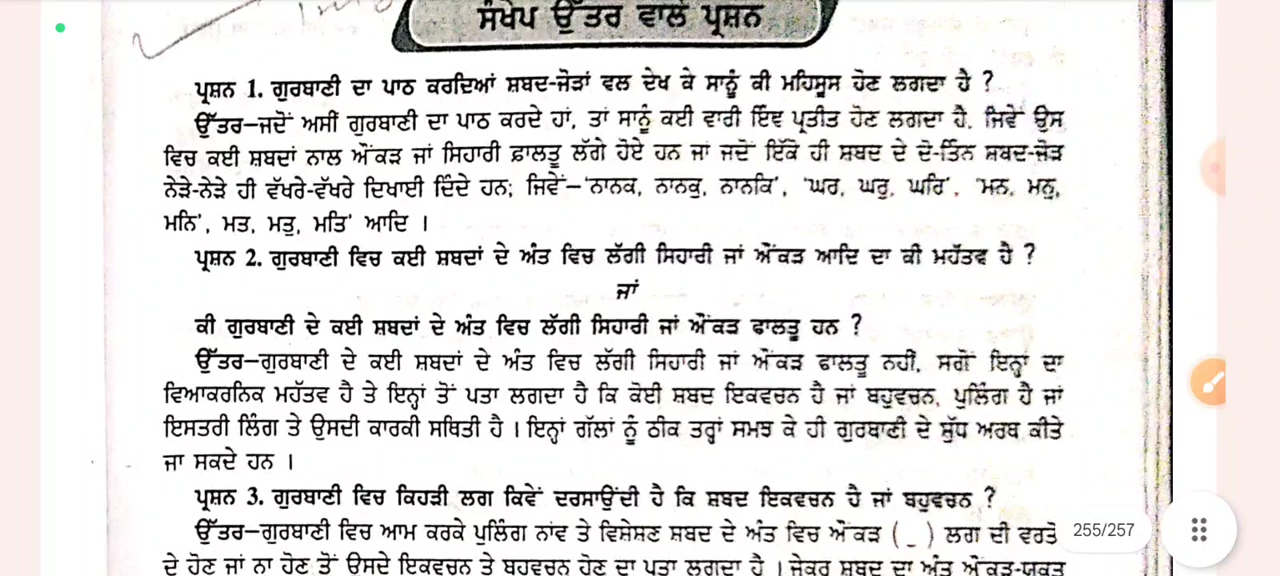 ਸੰਖੇਪ ਉੱਤਰ ਵਾਲੇ ਪ੍ਰਸ਼ਨ
ਪ੍ਰਸ਼ਨ 1. ਗੁਰਬਾਣੀ ਦਾ ਪਾਠ ਕਰਦਿਆਂ ਸ਼ਬਦ-ਜੋੜਾਂ ਵਲ ਦੇਖ ਕੇ ਸਾਨੂੰ ਕੀ ਮਹਿਸੂਸ ਹੋਣ ਲਗਦਾ ਹੈ ?
ਉੱਤਰ–ਜਦੋਂ ਅਸੀਂ ਗੁਰਬਾਣੀ ਦਾ ਪਾਠ ਕਰਦੇ ਹਾਂ, ਤਾਂ ਸਾਨੂੰ ਕਈ ਵਾਰੀ ਇੰਞ ਪ੍ਰਤੀਤ ਹੋਣ ਲਗਦਾ ਹੈ, ਜਿਵੇਂ ਉਸ
ਵਿਚ ਕਈ ਸ਼ਬਦਾਂ ਨਾਲ ਔਂਕੜ ਜਾਂ ਸਿਹਾਰੀ ਫ਼ਾਲਤੂ ਲੱਗੇ ਹੋਏ ਹਨ ਜਾਂ ਜਦੋਂ ਇੱਕੋ ਹੀ ਸ਼ਬਦ ਦੇ ਦੋ-ਤਿੰਨ ਸ਼ਬਦ-ਜੋੜ
ਨੇੜੇ-ਨੇੜੇ ਹੀ ਵੱਖਰੇ-ਵੱਖਰੇ ਦਿਖਾਈ ਦਿੰਦੇ ਹਨ; ਜਿਵੇਂ–'ਨਾਨਕ, ਨਾਨਕੁ, ਨਾਨਕਿ', 'ਘਰ, ਘਰੁ, ਘਰਿ', 'ਮਨ, ਮਨੁ,
ਮਨਿ', ਮਤ, ਮਤੁ, ਮਤਿ' ਆਦਿ ।
ਪ੍ਰਸ਼ਨ 2. ਗੁਰਬਾਣੀ ਵਿਚ ਕਈ ਸ਼ਬਦਾਂ ਦੇ ਅੰਤ ਵਿਚ ਲੱਗੀ ਸਿਹਾਰੀ ਜਾਂ ਔਂਕੜ ਆਦਿ ਦਾ ਕੀ ਮਹੱਤਵ ਹੈ ?
ਜਾਂ
ਕੀ ਗੁਰਬਾਣੀ ਦੇ ਕਈ ਸ਼ਬਦਾਂ ਦੇ ਅੰਤ ਵਿਚ ਲੱਗੀ ਸਿਹਾਰੀ ਜਾਂ ਔਂਕੜ ਫਾਲਤੂ ਹਨ ?
ਉੱਤਰ–ਗੁਰਬਾਣੀ ਦੇ ਕਈ ਸ਼ਬਦਾਂ ਦੇ ਅੰਤ ਵਿਚ ਲੱਗੀ ਸਿਹਾਰੀ ਜਾਂ ਔਂਕੜ ਫਾਲਤੂ ਨਹੀਂ, ਸਗੋਂ ਇਨ੍ਹਾਂ ਦਾ
ਵਿਆਕਰਨਿਕ ਮਹੱਤਵ ਹੈ ਤੇ ਇਨ੍ਹਾਂ ਤੋਂ ਪਤਾ ਲਗਦਾ ਹੈ ਕਿ ਕੋਈ ਸ਼ਬਦ ਇਕਵਚਨ ਹੈ ਜਾਂ ਬਹੁਵਚਨ, ਪੁਲਿੰਗ ਹੈ ਜਾਂ
ਇਸਤਰੀ ਲਿੰਗ ਤੇ ਉਸਦੀ ਕਾਰਕੀ ਸਥਿਤੀ ਹੈ । ਇਨ੍ਹਾਂ ਗੱਲਾਂ ਨੂੰ ਠੀਕ ਤਰ੍ਹਾਂ ਸਮਝ ਕੇ ਹੀ ਗੁਰਬਾਣੀ ਦੇ ਸ਼ੁੱਧ ਅਰਥ ਕੀਤੇ
ਜਾ ਸਕਦੇ ਹਨ ।
ਪ੍ਰਸ਼ਨ 3. ਗੁਰਬਾਣੀ ਵਿਚ ਕਿਹੜੀ ਲਗ ਕਿਵੇਂ ਦਰਸਾਉਂਦੀ ਹੈ ਕਿ ਸ਼ਬਦ ਇਕਵਚਨ ਹੈ ਜਾਂ ਬਹੁਵਚਨ ?
ਉੱਤਰ–ਗੁਰਬਾਣੀ ਵਿਚ ਆਮ ਕਰਕੇ ਪੁਲਿੰਗ ਨਾਂਵ ਤੇ ਵਿਸ਼ੇਸ਼ਣ ਸ਼ਬਦ ਦੇ ਅੰਤ ਵਿਚ ਔਂਕੜ ( _ ) ਲਗ ਦੀ ਵਰਤੋਂ
ਦੇ ਹੋਣ ਜਾਂ ਨਾ ਹੋਣ ਤੋਂ ਉਸਦੇ ਇਕਵਚਨ ਤੇ ਬਹੁਵਚਨ ਹੋਣ ਦਾ ਪਤਾ ਲਗਦਾ ਹੈ । ਜੇਕਰ ਸ਼ਬਦ ਦਾ ਅੰਤ ਔਂਕੜ-ਯੁਕਤ
255/257